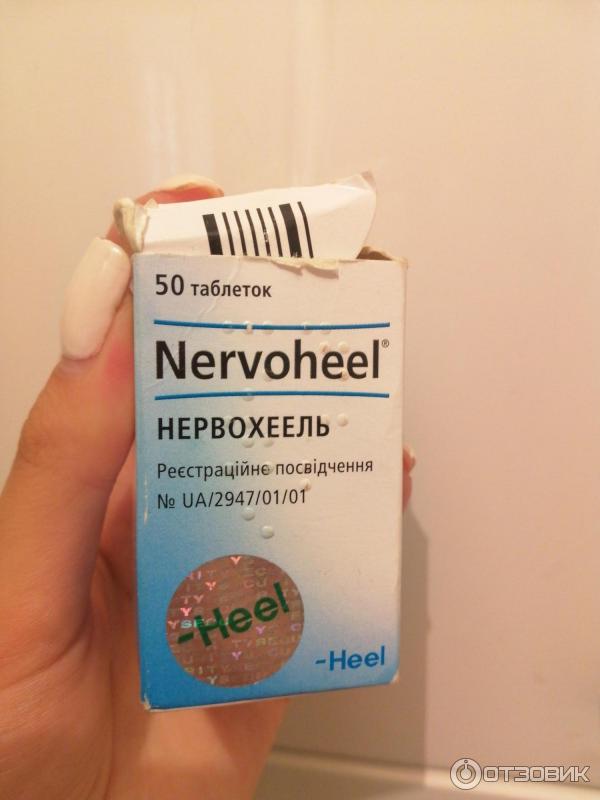 50 таблеток
Nervoheel®
НЕРВОХЕЕЛЬ
Реєстраційне посвідчення
№ UA/2947/01/01
-Heel
-Heel
ОТЗОВИК